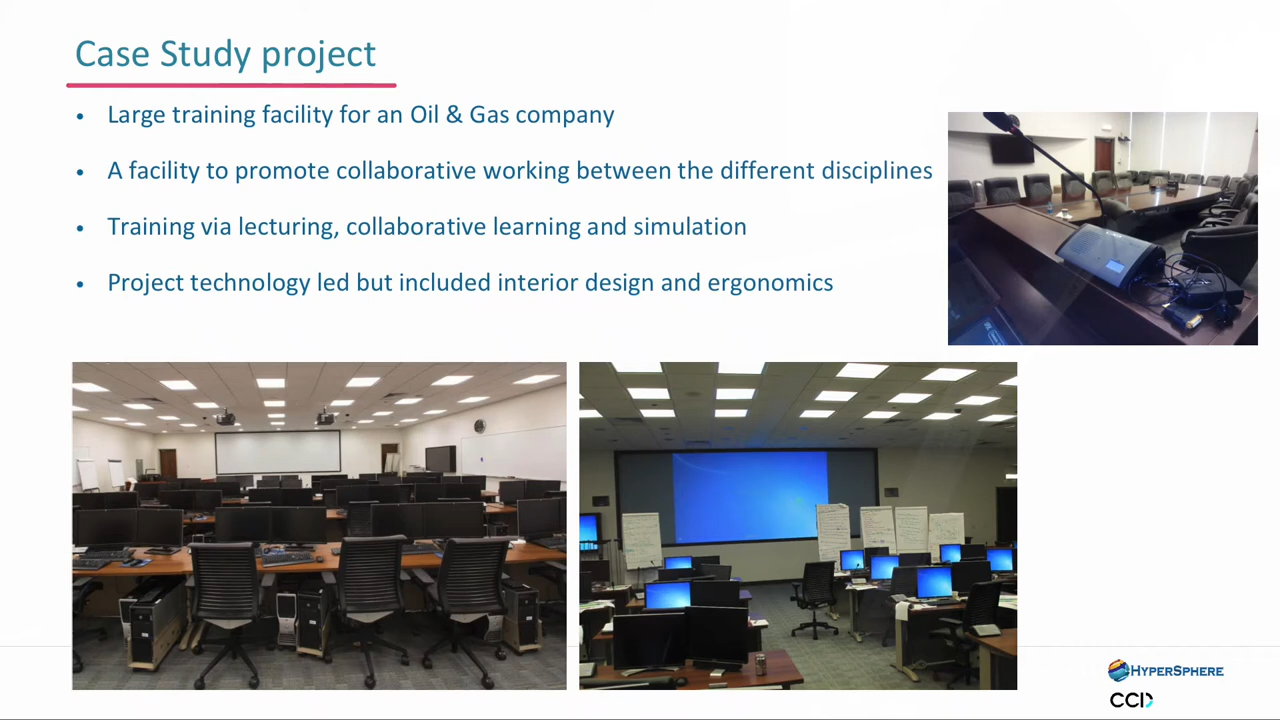 Case Study project
• Large training facility for an Oil & Gas company
• A facility to promote collaborative working between the different disciplines
• Training via lecturing, collaborative learning and simulation
• Project technology led but included interior design and ergonomics
HYPERSPHERE
CCD